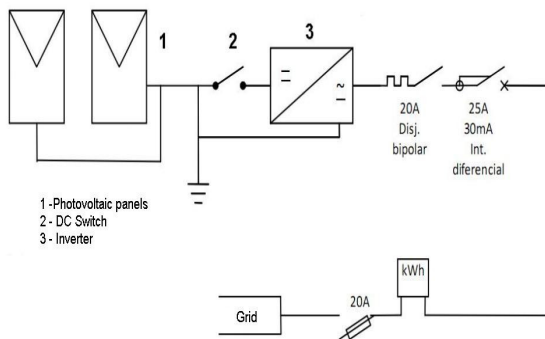 1
2
3
20A
Disj.
bipolar
25A
30mA
Int.
diferencial
1 -Photovoltaic panels
2 - DC Switch
3 - Inverter
Grid
20A
kWh